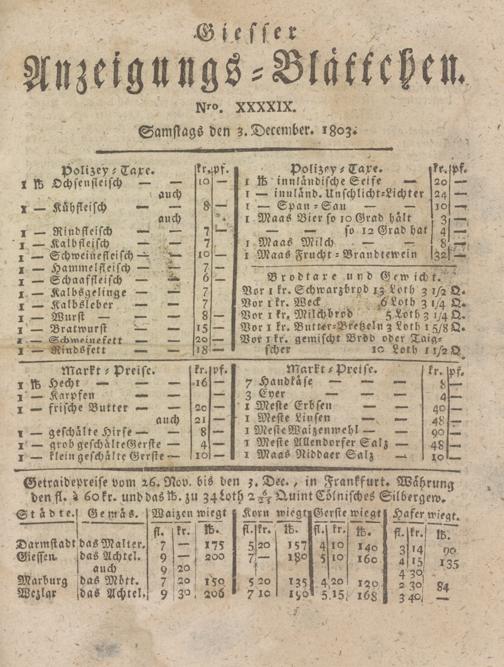 Giesser
Anzeigungs-Blättchen.
Nro. XXXXIX.
Samstags den 3. December. 1803.
Polizey-Taxe. kr. pf.
1 ℔ Ochsenfleisch — — 10 —
auch
1 — Kühfleisch — — 8 —
auch
1 — Rindfleisch — — 7 —
1 — Kalbfleisch — — 7
1 — Schweinefleisch — — 10 —
1 — Hammelfleisch — 7 —
1 — Schaaffleisch — 6
1 — Kalbsgelinge — — 7
1 — Kalbsleber — — 7
1 — Wurst — — 8 —
1 — Bratwurst — — 15 —
1 — Schweinefett — — 20 —
1 — Rindsfett — — 18 —
Polizey-Taxe. kr. pf.
1 ℔ innländische Seife — 20 —
1 — innländ. Unschlitt-Lichter 24 —
1 — Span-Sau — — 10 —
1 Maas Bier so 10 Grad hält 3
— — so 12 Grad hat 4 —
1 Maas Milch — — 8 —
1 Maas Frucht-Brandtewein 32 —
Brodtaxe und Gewicht.
Vor 1 kr. Schwarzbrod 13 Loth 3 1/2 Q.
Vor 1 kr. Weck 6 Loth 3 1/4 Q.
Vor 1 kr. Milchbrod 5 Loth 3 1/4 Q.
Vor 1 kr. Butter-Bretzeln 3 Loth 1 5/8 Q.
Vor 1 kr. gemischt Brod oder Taig-
scher 10 Loth 1 1/2 Q.
Markt-Preise. kr. pf.
1 ℔ Hecht — — 16 —
1 — Karpfen — —
1 — frische Butter — — 20 —
auch 21
1 — geschälte Hirse — — 8 —
1 — grob geschälte Gerste — 4 —
1 — klein geschälte Gerste — 10 —
Markt-Preise. kr. pf.
7 Handkäse — — 8 —
3 Eyer — — 4 —
1 Meste Erbsen — — 40 —
1 Meste Linsen — — 48 —
1 Meste Waizenmehl — — 90 —
1 Meste Allendorfer Salz — 48 —
1 Maas Niddaer Salz — 10 —
Getraidepreise vom 26. Nov. bis den 3. Dec., in Frankfurt. Währung
den fl. à 60 kr. und das ℔. zu 34 Loth 2 Quint Cölnisches Silbergew.
Städte. Gemäs. Waizen wiegt Korn wiegt Gerste wiegt. Hafer wiegt.
fl. kr. ℔. fl. kr. ℔. fl. kr. ℔. fl. kr. ℔.
Darmstadt das Malter. 7 — 175 5 20 157 4 10 140 3 14 90
Giessen das Achtel. 9 — 200 7 — 180 5 10 160 4 15 135
auch 9 20 4 30
Marburg das Mött. 7 20 150 5 20 135 4 20 120 2 30 84
Wezlar das Achtel. 9 30 206 7 10 190 5 15 168 3 40 —